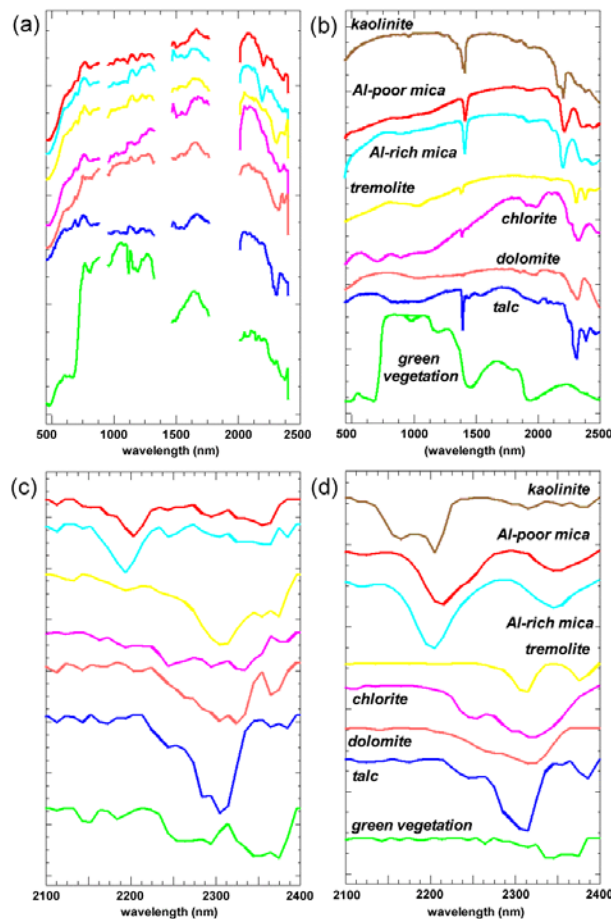 (a)
500 1000 1500 2000 2500
wavelength (nm)
(b)
kaolinite
Al-poor mica
Al-rich mica
tremolite
chlorite
dolomite
talc
green
vegetation
500 1000 1500 2000 2500
(wavelength (nm)
(c)
2100 2200 2300 2400
wavelength (nm)
(d)
kaolinite
Al-poor mica
Al-rich mica
tremolite
chlorite
dolomite
talc
green vegetation
2100 2200 2300 2400
wavelength (nm)